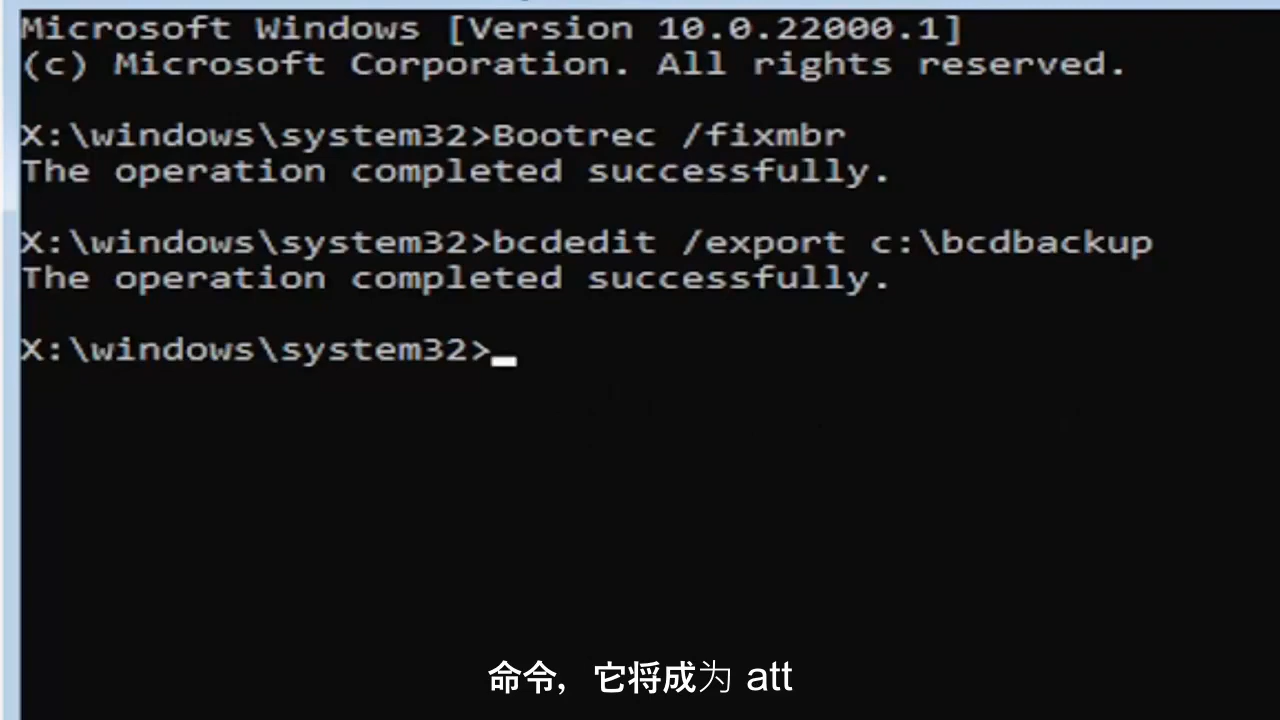 Microsoft Windows [Version 10.0.22000.1]
(c) Microsoft Corporation. All rights reserved.
X:\windows\system32>Bootrec /fixmbr
The operation completed successfully.
X:\windows\system32>bcdedit /export c:\bcdbackup
The operation completed successfully.
X:\windows\system32>
命令，它将成为 att